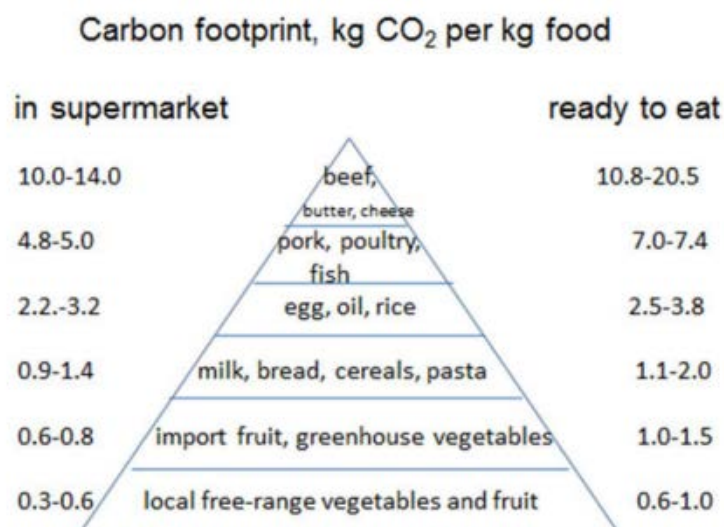 Carbon footprint, kg CO₂ per kg food
in supermarket ready to eat
10.0-14.0 beef, 10.8-20.5
butter, cheese
4.8-5.0 pork, poultry, 7.0-7.4
fish
2.2.-3.2 egg, oil, rice 2.5-3.8
0.9-1.4 milk, bread, cereals, pasta 1.1-2.0
0.6-0.8 import fruit, greenhouse vegetables 1.0-1.5
0.3-0.6 local free-range vegetables and fruit 0.6-1.0